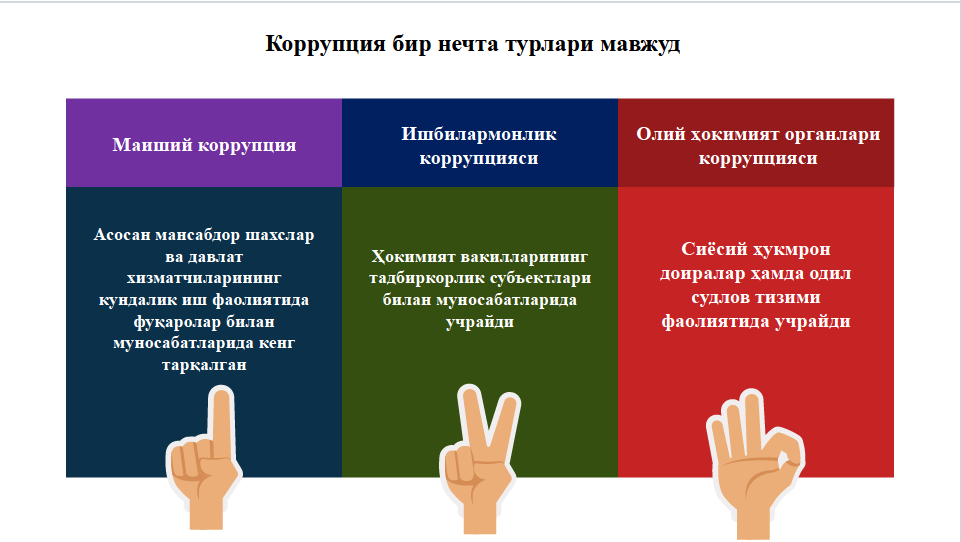 Коррупция бир нечта турлари мавжуд
Маиший коррупция
Ишбилармонлик
коррупцияси
Олий ҳокимият органлари
коррупцияси
Асосан мансабдор шахслар
ва давлат
хизматчиларининг
кундалик иш фаолиятида
фуқаролар билан
муносабатларида кенг
тарқалган
Ҳокимият вакилларининг
тадбиркорлик субъектлари
билан муносабатларида
учрайди
Сиёсий ҳукмрон
доиралар ҳамда одил
судлов тизими
фаолиятида учрайди